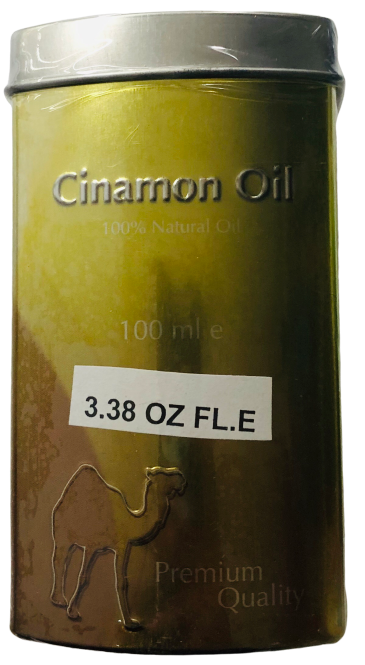 Cinamon Oil
100% Natural Oil
100 ml e
3.38 OZ FL.E
Premium
Quality